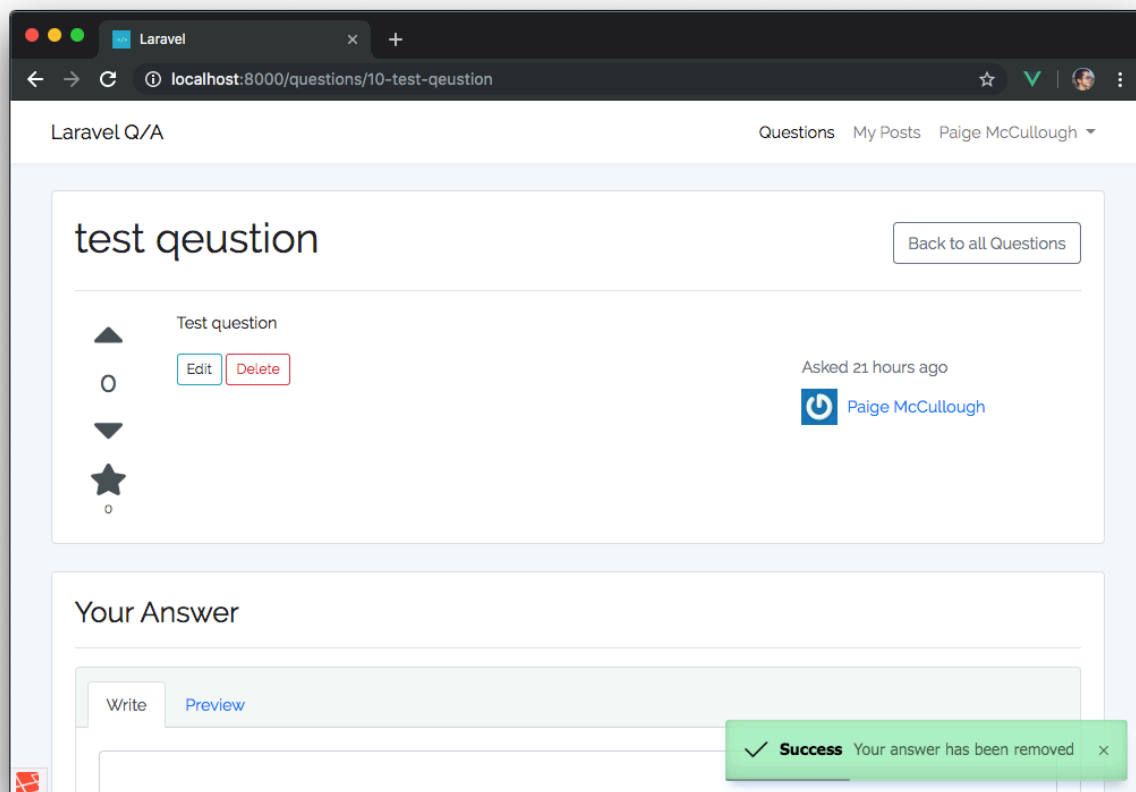 Laravel
localhost:8000/questions/10-test-qeustion
Laravel Q/A
Questions My Posts Paige McCullough
test qeustion
Back to all Questions
Test question
Edit Delete
0
Asked 21 hours ago
Paige McCullough
0
Your Answer
Write Preview
Success Your answer has been removed ×